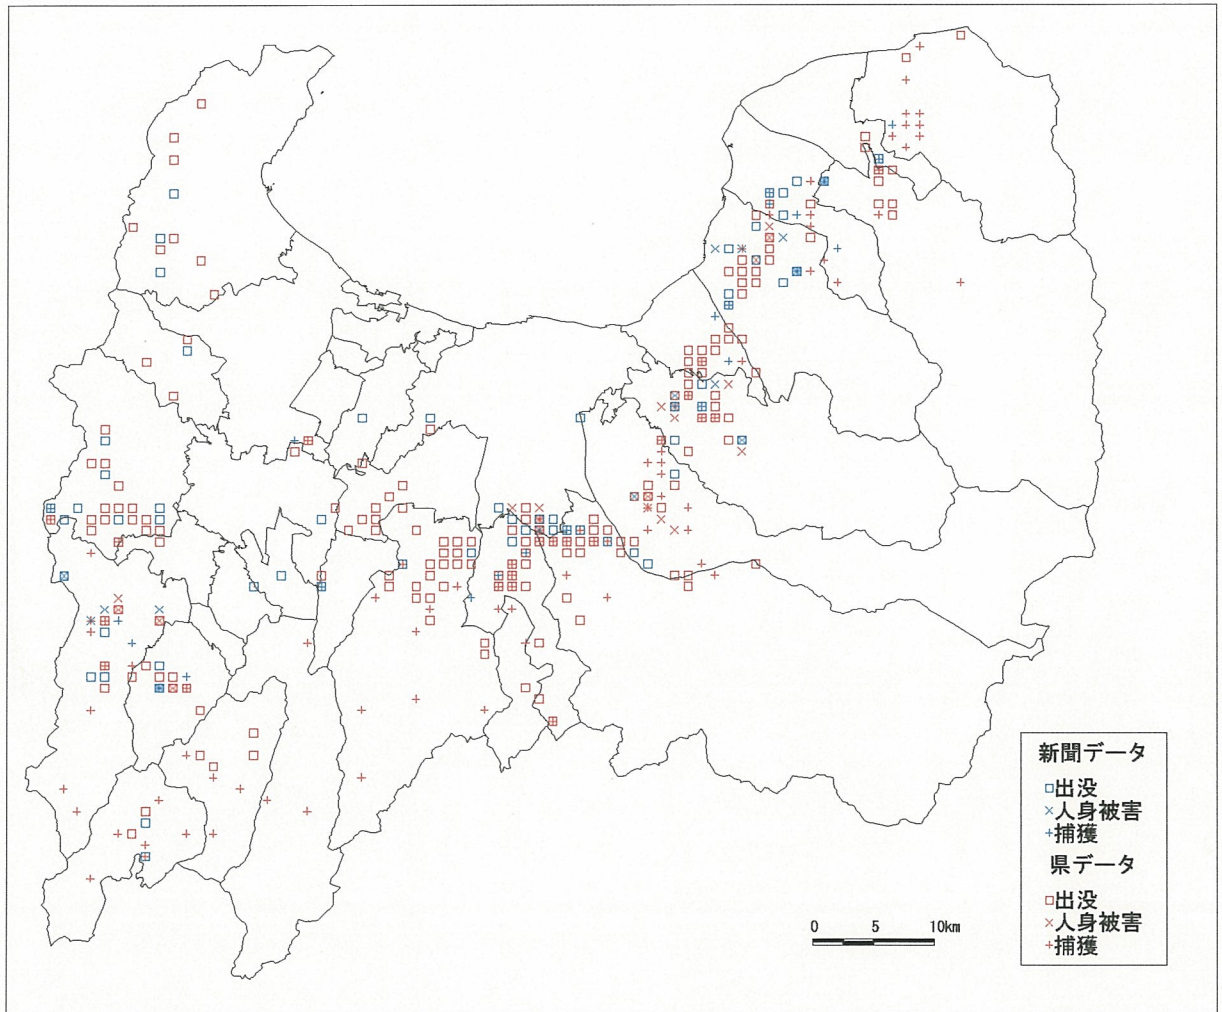 新聞データ
出没
人身被害
捕獲
県データ
出没
人身被害
捕獲
0 5 10km